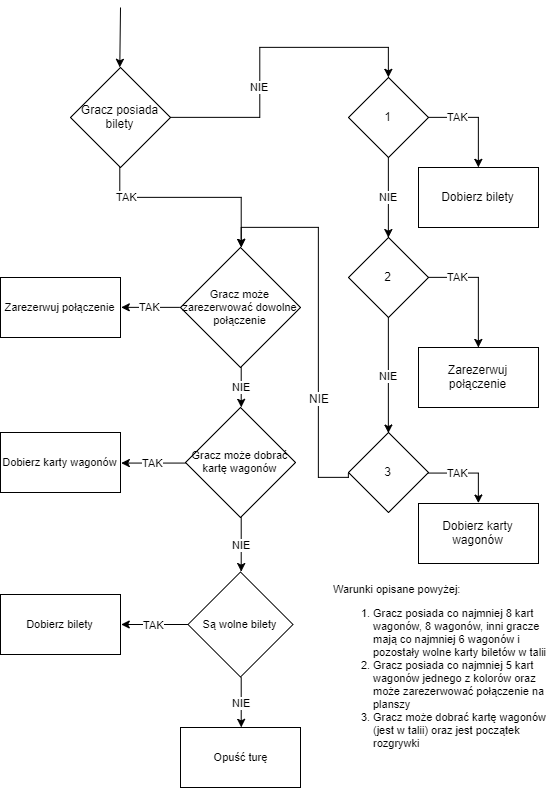 Gracz posiada
bilety
NIE
TAK
1
TAK
Dobierz bilety
NIE
2
TAK
Zarezerwuj
połączenie
NIE
3
TAK
Dobierz karty
wagonów
NIE
Gracz może
zarezerwować dowolne
połączenie
TAK
Zarezerwuj połączenie
NIE
Gracz może dobrać
kartę wagonów
TAK
Dobierz karty wagonów
NIE
Są wolne bilety
TAK
Dobierz bilety
NIE
Opuść turę
Warunki opisane powyżej:
1. Gracz posiada co najmniej 8 kart
wagonów, 8 wagonów, inni gracze
mają co najmniej 6 wagonów i
pozostały wolne karty biletów w talii
2. Gracz posiada co najmniej 5 kart
wagonów jednego z kolorów oraz
może zarezerwować połączenie na
planszy
3. Gracz może dobrać kartę wagonów
(jest w talii) oraz jest początek
rozgrywki